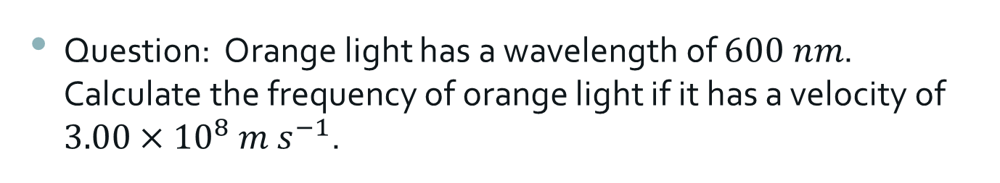 • Question: Orange light has a wavelength of 600 nm.
Calculate the frequency of orange light if it has a velocity of
3.00 × 10⁸ m s⁻¹.